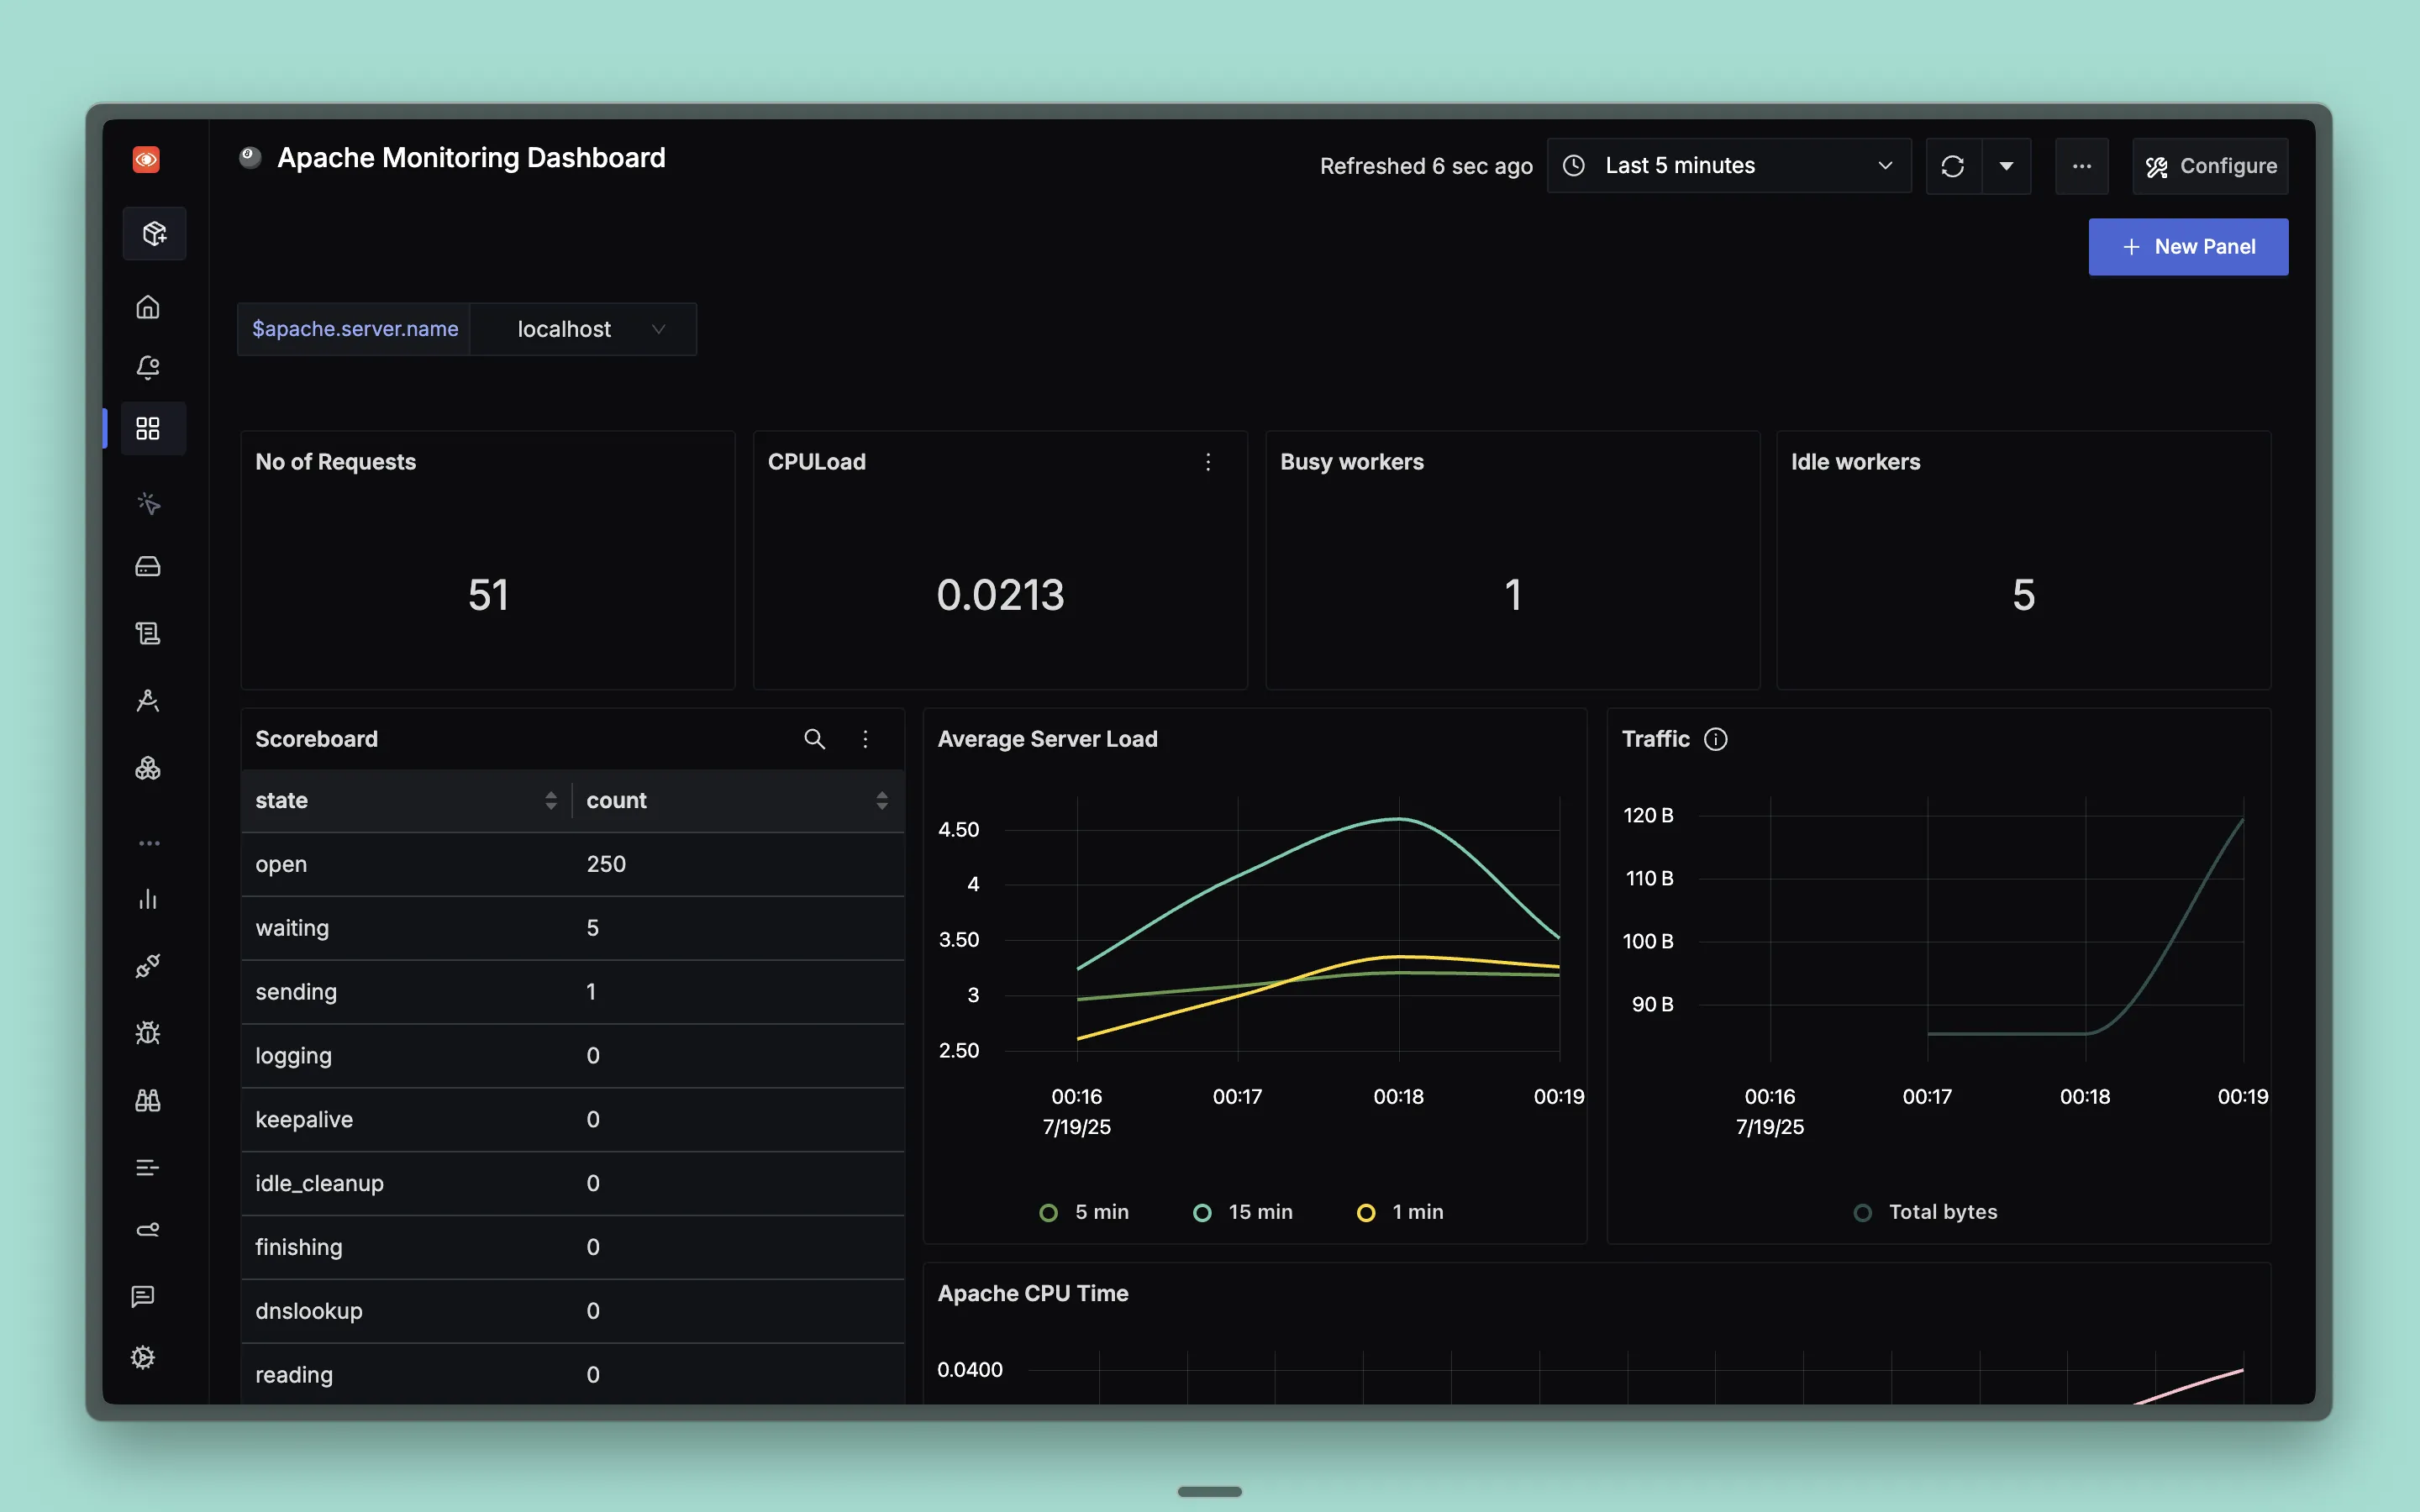 Apache Monitoring Dashboard
Refreshed 6 sec ago
Last 5 minutes
Configure
New Panel
$apache.server.name
localhost
No of Requests
51
CPULoad
0.0213
Busy workers
1
Idle workers
5
Scoreboard
state count
open 250
waiting 5
sending 1
logging 0
keepalive 0
idle_cleanup 0
finishing 0
dnslookup 0
reading 0
Average Server Load
4.50
4
3.50
3
2.50
00:16 00:17 00:18 00:19
7/19/25
5 min 15 min 1 min
Traffic
120 B
110 B
100 B
90 B
00:16 00:17 00:18 00:19
7/19/25
Total bytes
Apache CPU Time
0.0400